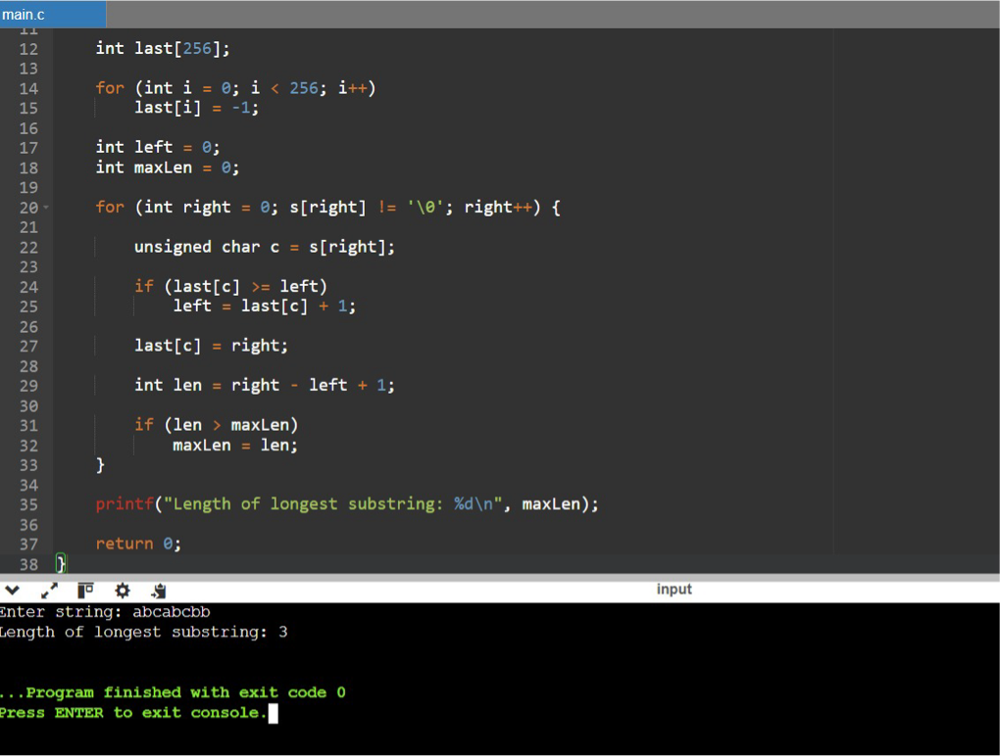 main.c
11
12 int last[256];
13
14 for (int i = 0; i < 256; i++)
15 last[i] = -1;
16
17 int left = 0;
18 int maxLen = 0;
19
20 for (int right = 0; s[right] != '\0'; right++) {
21
22 unsigned char c = s[right];
23
24 if (last[c] >= left)
25 left = last[c] + 1;
26
27 last[c] = right;
28
29 int len = right - left + 1;
30
31 if (len > maxLen)
32 maxLen = len;
33 }
34
35 printf("Length of longest substring: %d\n", maxLen);
36
37 return 0;
38 }
input
Enter string: abcabcbb
Length of longest substring: 3
...Program finished with exit code 0
Press ENTER to exit console.